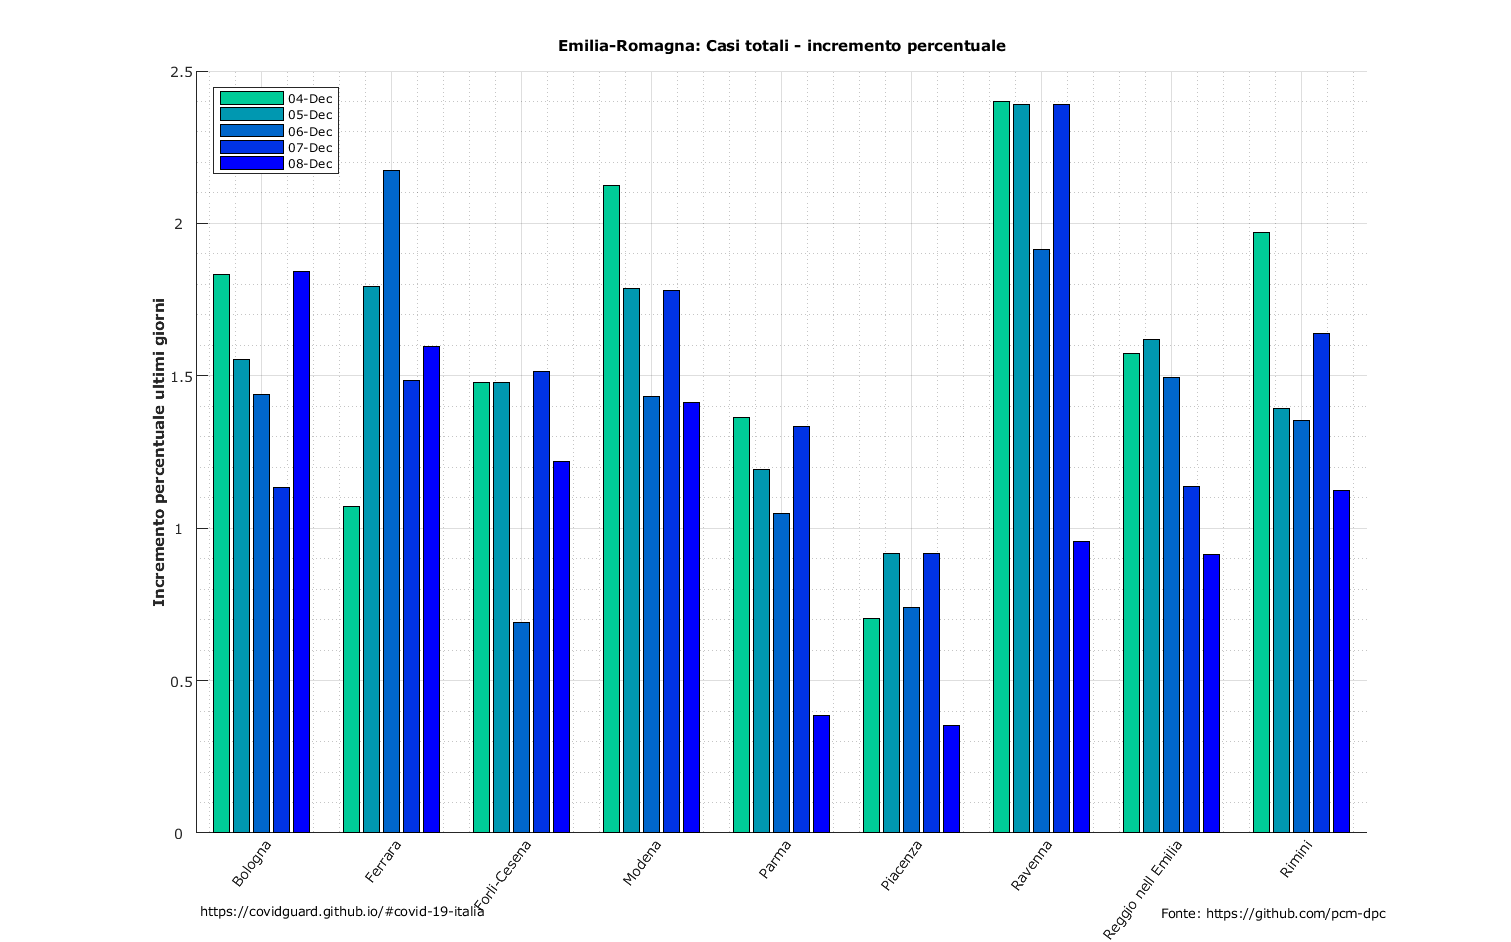 Emilia-Romagna: Casi totali - incremento percentuale
2.5
2
1.5
1
0.5
0
Incremento percentuale ultimi giorni
04-Dec
05-Dec
06-Dec
07-Dec
08-Dec
Bologna
Ferrara
Forlì-Cesena
Modena
Parma
Piacenza
Ravenna
Reggio nell Emilia
Rimini
https://covidguard.github.io/#covid-19-italia
Fonte: https://github.com/pcm-dpc